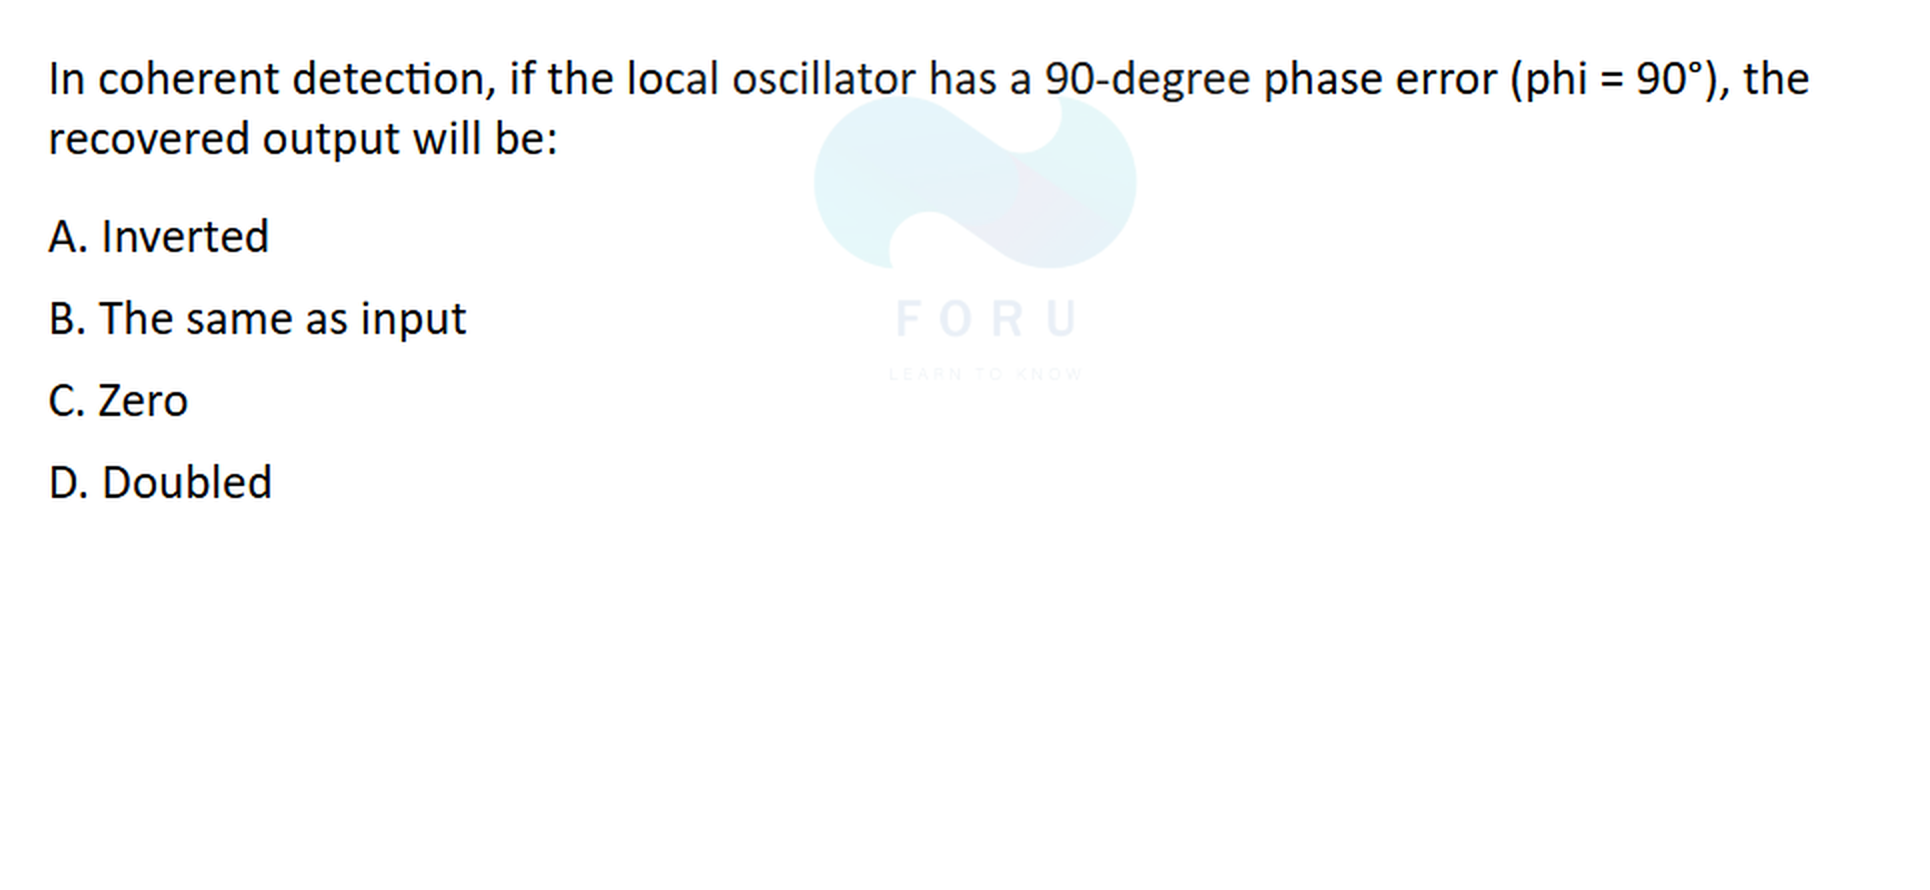 In coherent detection, if the local oscillator has a 90-degree phase error (phi = 90°), the
recovered output will be:
A. Inverted
B. The same as input
FORU
LEARN TO KNOW
C. Zero
D. Doubled